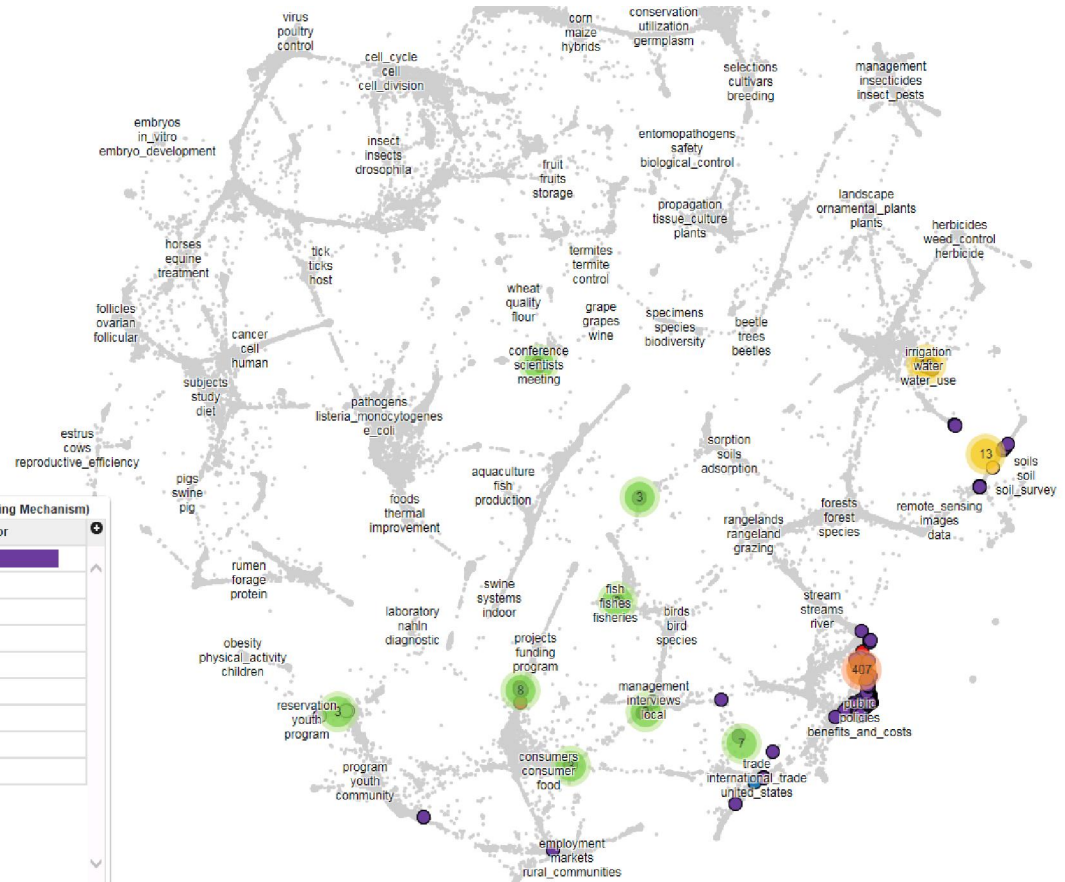 virus
poultry
control
corn
maize
hybrids
conservation
utilization
germplasm
cell_cycle
cell
cell_division
selections
cultivars
breeding
management
insecticides
insect_pests
embryos
in_vitro
embryo_development
insect
insects
drosophila
entomopathogens
safety
biological_control
fruit
fruits
storage
propagation
tissue_culture
plants
landscape
ornamental_plants
plants
herbicides
weed_control
herbicide
horses
equine
treatment
tick
ticks
host
termites
termite
control
wheat
quality
flour
grape
grapes
wine
specimens
species
biodiversity
beetle
trees
beetles
follicles
ovarian
follicular
cancer
cell
human
conference
scientists
meeting
irrigation
water
water_use
subjects
study
diet
pathogens
listeria_monocytogenes
e_coli
estrus
cows
reproductive_efficiency
sorption
soils
adsorption
13
soils
soil
soil_survey
aquaculture
fish
production
pigs
swine
pig
foods
thermal
improvement
3
forests
forest
species
remote_sensing
images
data
rangelands
rangeland
grazing
ing Mechanism)
or
rumen
forage
protein
swine
systems
indoor
fish
fishes
fisheries
stream
streams
river
laboratory
nahln
diagnostic
birds
bird
species
obesity
physical_activity
children
projects
funding
program
407
8
management
interviews
local
reservation
youth
program
3
public
policies
benefits_and_costs
7
consumers
consumer
food
trade
international_trade
united_states
program
youth
community
employment
markets
rural_communities